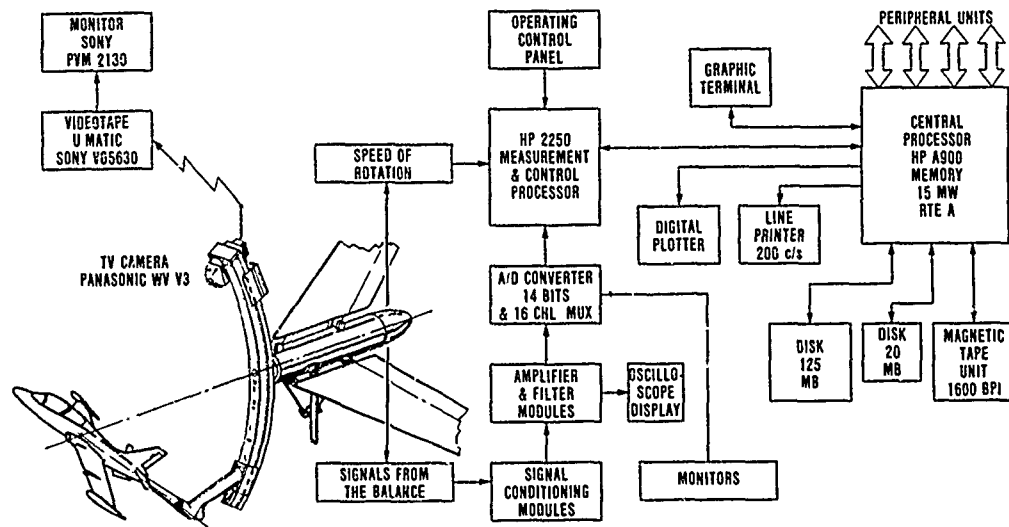 MONITOR
SONY
PVM 2130
VIDEOTAPE
U MATIC
SONY VG5630
TV CAMERA
PANASONIC WV V3
OPERATING
CONTROL
PANEL
SPEED OF
ROTATION
HP 2250
MEASUREMENT
& CONTROL
PROCESSOR
A/D CONVERTER
14 BITS
& 16 CHL MUX
AMPLIFIER
& FILTER
MODULES
OSCILLO-
SCOPE
DISPLAY
SIGNALS FROM
THE BALANCE
SIGNAL
CONDITIONING
MODULES
MONITORS
GRAPHIC
TERMINAL
DIGITAL
PLOTTER
LINE
PRINTER
200 c/s
PERIPHERAL UNITS
CENTRAL
PROCESSOR
HP A900
MEMORY
15 MW
RTE A
DISK
125
MB
DISK
20
MB
MAGNETIC
TAPE
UNIT
1600 BPI